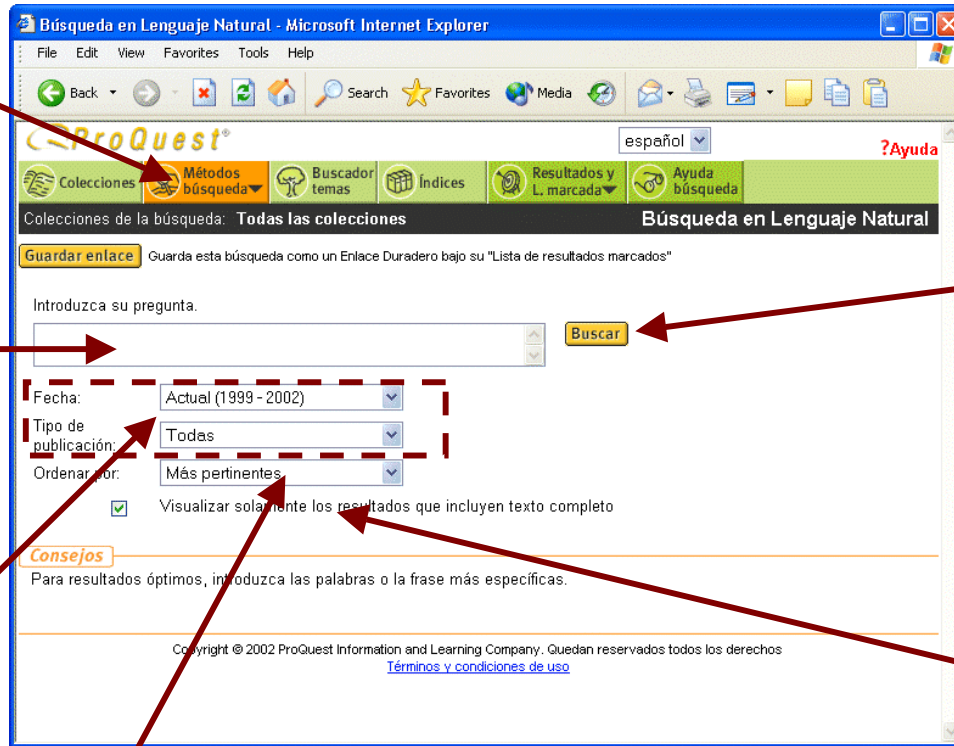 Búsqueda en Lenguaje Natural - Microsoft Internet Explorer
File Edit View Favorites Tools Help
Back Search Favorites Media
ProQuest® español ?Ayuda
Colecciones Métodos búsqueda Buscador temas Índices Resultados y L. marcada Ayuda búsqueda
Colecciones de la búsqueda: Todas las colecciones Búsqueda en Lenguaje Natural
Guardar enlace Guarda esta búsqueda como un Enlace Duradero bajo su "Lista de resultados marcados"
Introduzca su pregunta.
Buscar
Fecha: Actual (1999 - 2002)
Tipo de publicación: Todas
Ordenar por: Más pertinentes
Visualizar solamente los resultados que incluyen texto completo
Consejos
Para resultados óptimos, introduzca las palabras o la frase más específicas.
Copyright © 2002 ProQuest Information and Learning Company. Quedan reservados todos los derechos
Términos y condiciones de uso